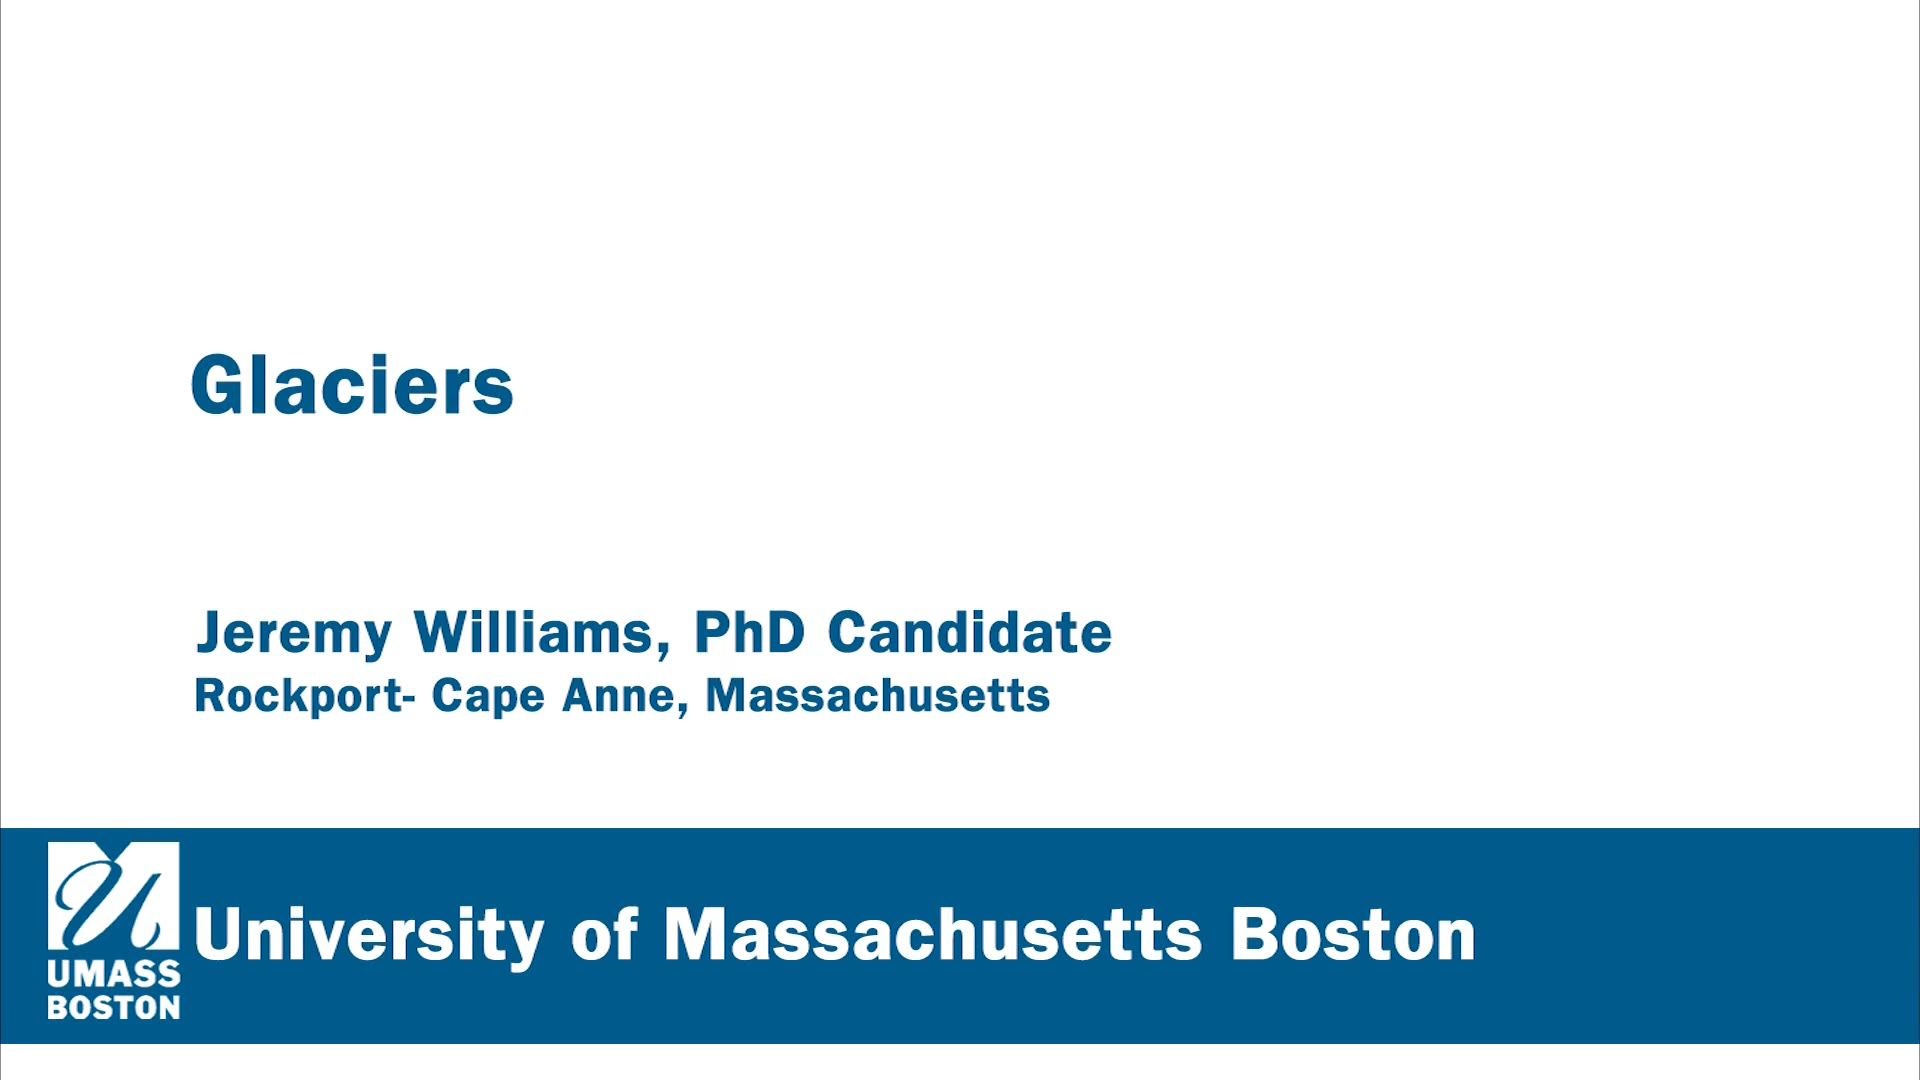 Glaciers
Jeremy Williams, PhD Candidate
Rockport- Cape Anne, Massachusetts
University of Massachusetts Boston
UMASS
BOSTON